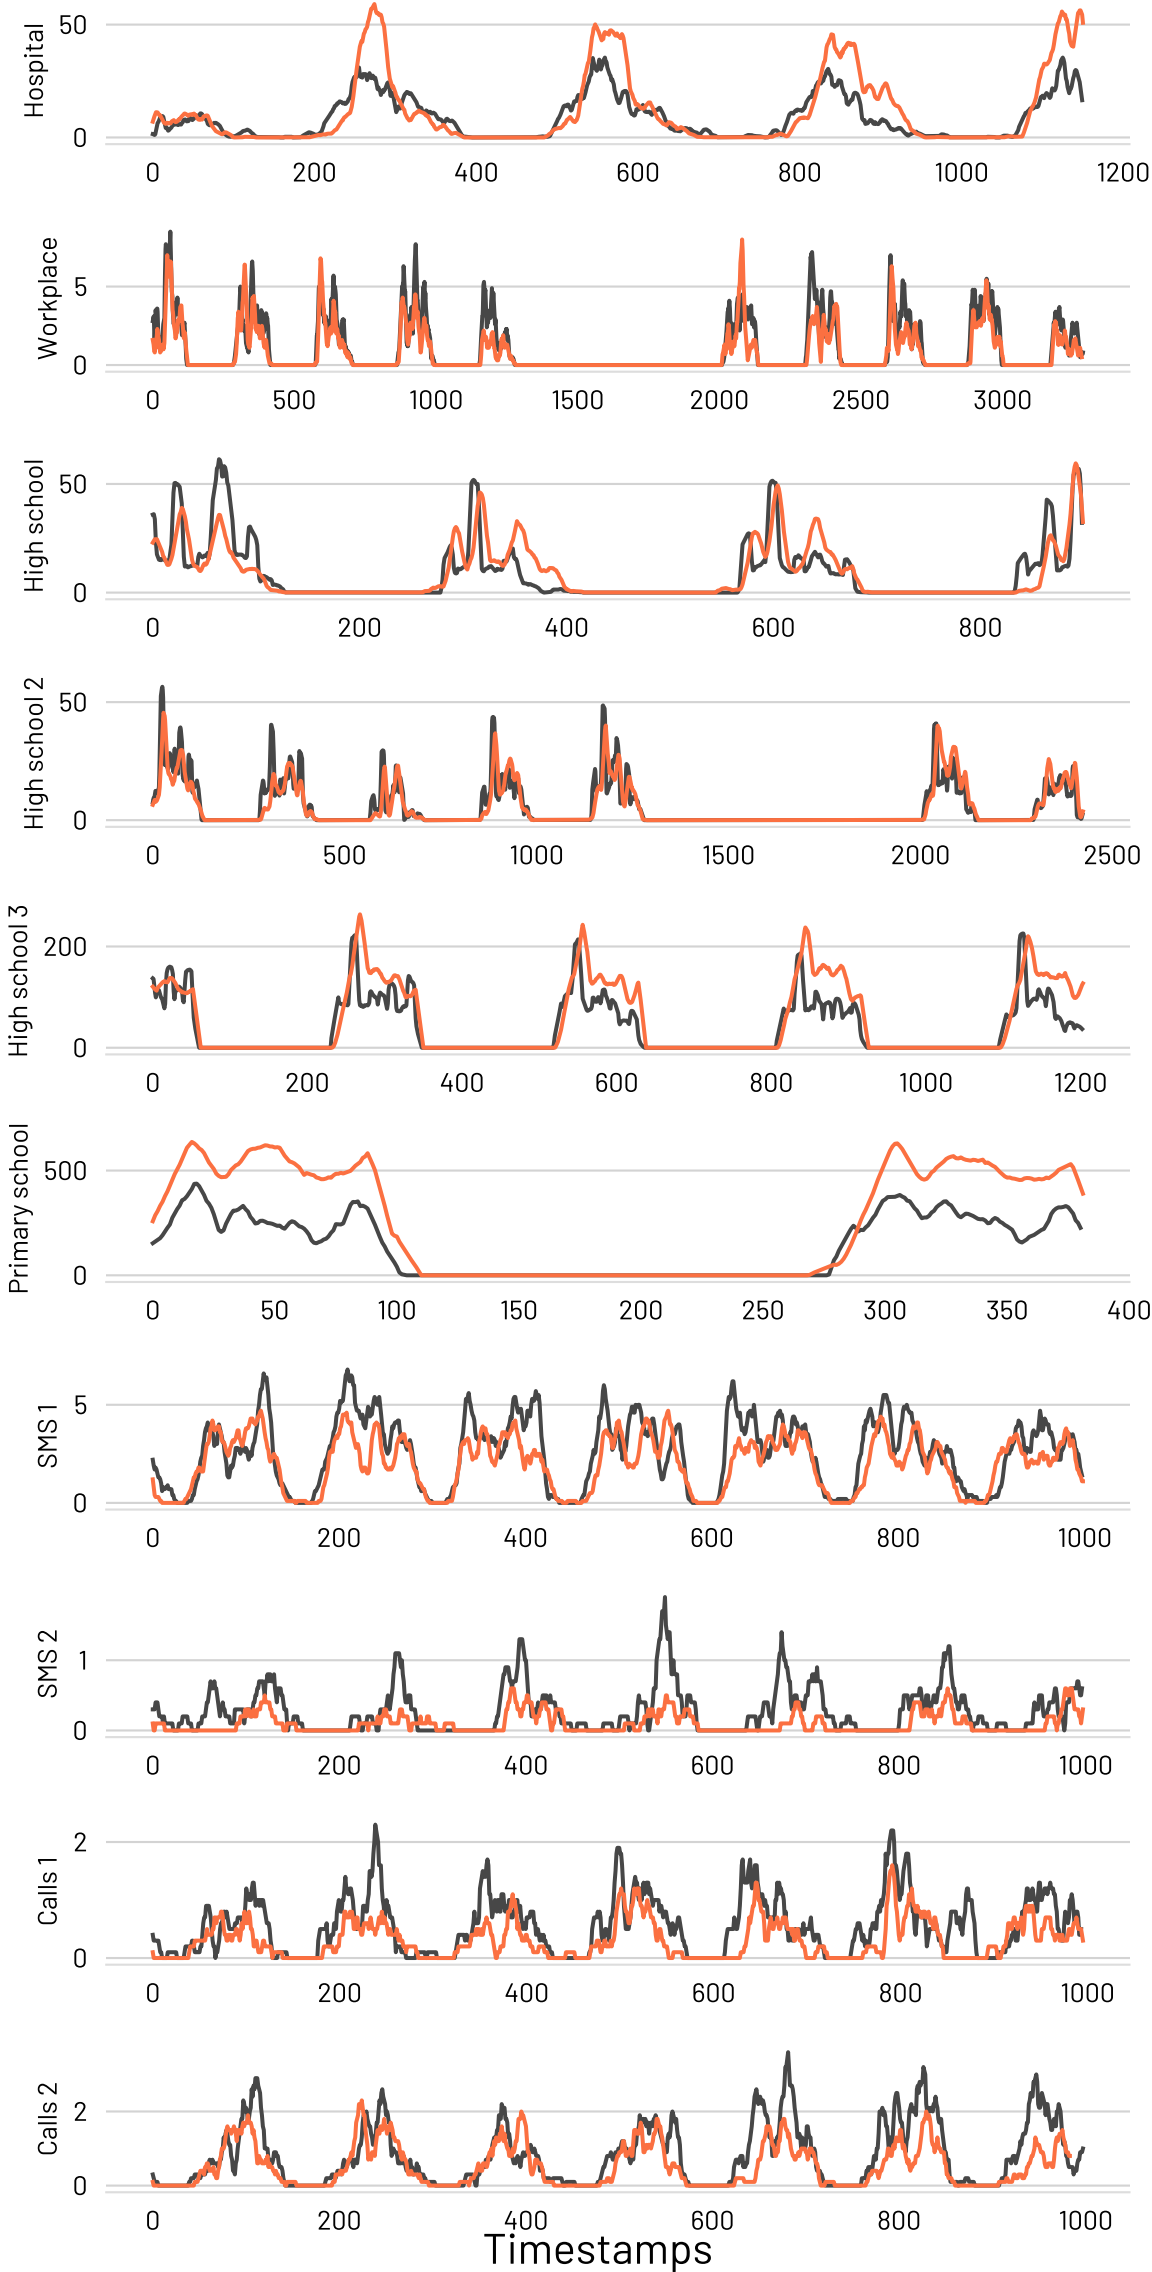 Hospital
50
0
0 200 400 600 800 1000 1200
Workplace
5
0
0 500 1000 1500 2000 2500 3000
High school
50
0
0 200 400 600 800
High school 2
50
0
0 500 1000 1500 2000 2500
High school 3
200
0
0 200 400 600 800 1000 1200
Primary school
500
0
0 50 100 150 200 250 300 350 400
SMS 1
5
0
0 200 400 600 800 1000
SMS 2
1
0
0 200 400 600 800 1000
Calls 1
2
0
0 200 400 600 800 1000
Calls 2
2
0
0 200 400 600 800 1000
Timestamps